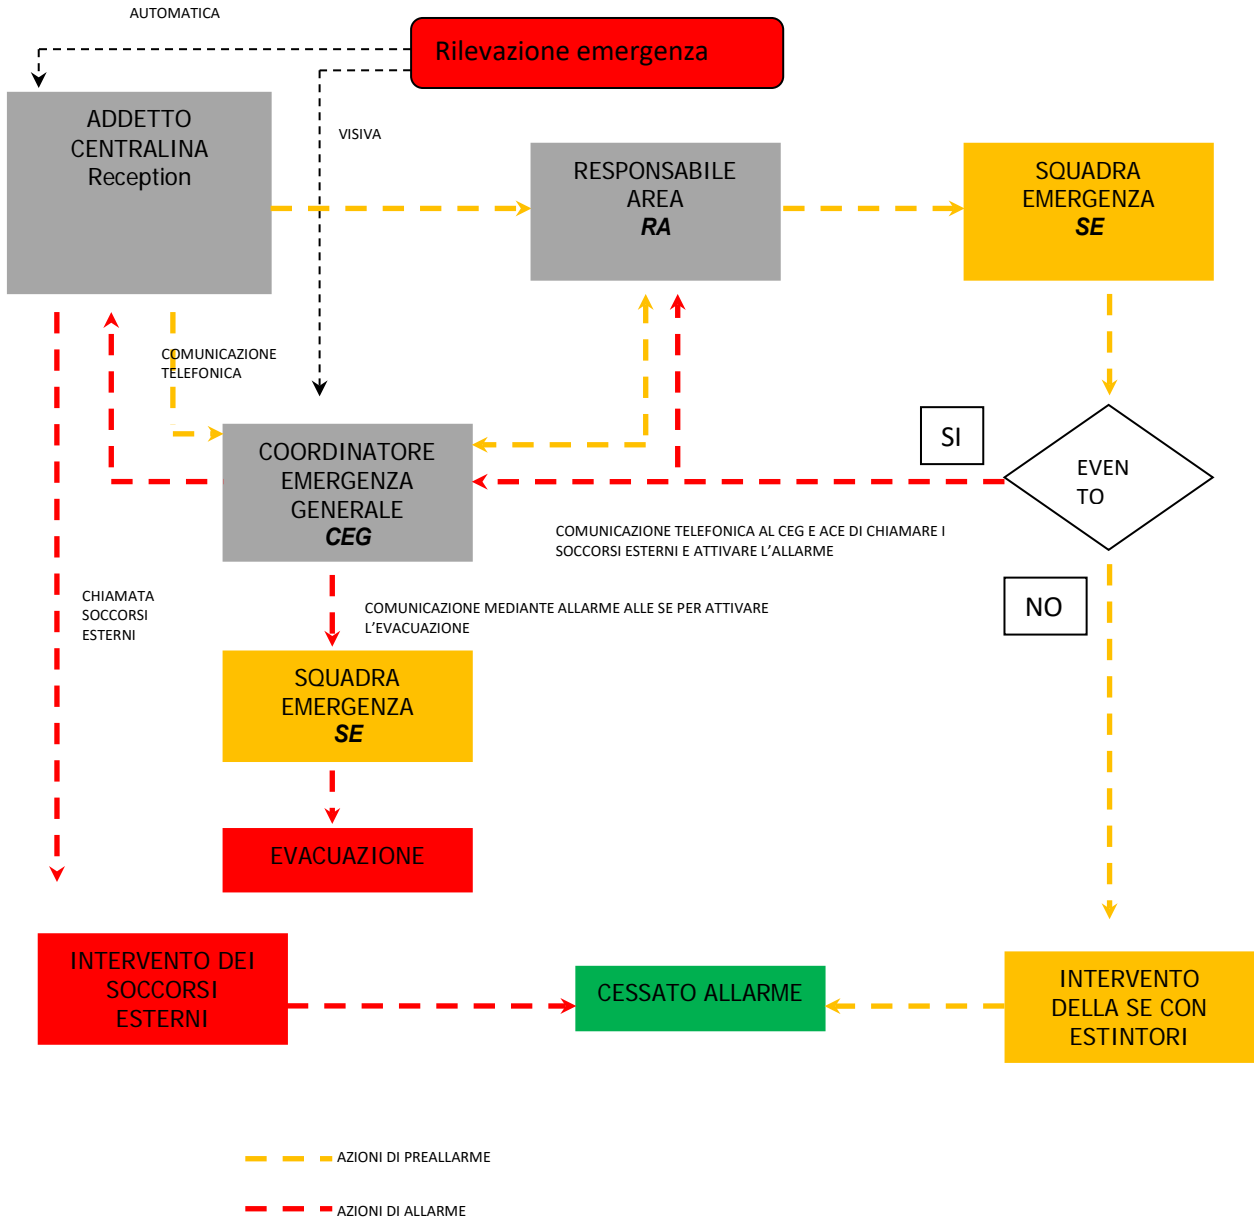 AUTOMATICA
Rilevazione emergenza
ADDETTO
CENTRALINA
Reception
VISIVA
RESPONSABILE
AREA
RA
SQUADRA
EMERGENZA
SE
COMUNICAZIONE
TELEFONICA
COORDINATORE
EMERGENZA
GENERALE
CEG
SI
EVEN
TO
COMUNICAZIONE TELEFONICA AL CEG E ACE DI CHIAMARE I
SOCCORSI ESTERNI E ATTIVARE L’ALLARME
CHIAMATA
SOCCORSI
ESTERNI
COMUNICAZIONE MEDIANTE ALLARME ALLE SE PER ATTIVARE
L’EVACUAZIONE
NO
SQUADRA
EMERGENZA
SE
EVACUAZIONE
INTERVENTO DEI
SOCCORSI
ESTERNI
CESSATO ALLARME
INTERVENTO
DELLA SE CON
ESTINTORI
AZIONI DI PREALLARME
AZIONI DI ALLARME